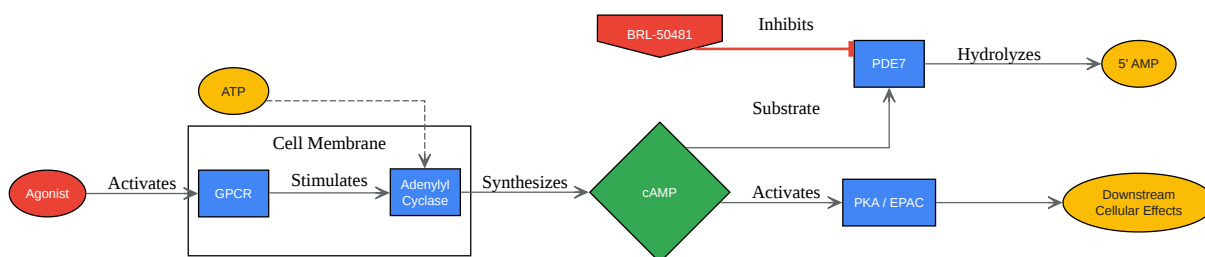 Inhibits
BRL-50481
PDE7
Hydrolyzes
5' AMP
ATP
Substrate
Cell Membrane
Agonist
Activates
GPCR
Stimulates
Adenylyl
Cyclase
Synthesizes
cAMP
Activates
PKA / EPAC
Downstream
Cellular Effects